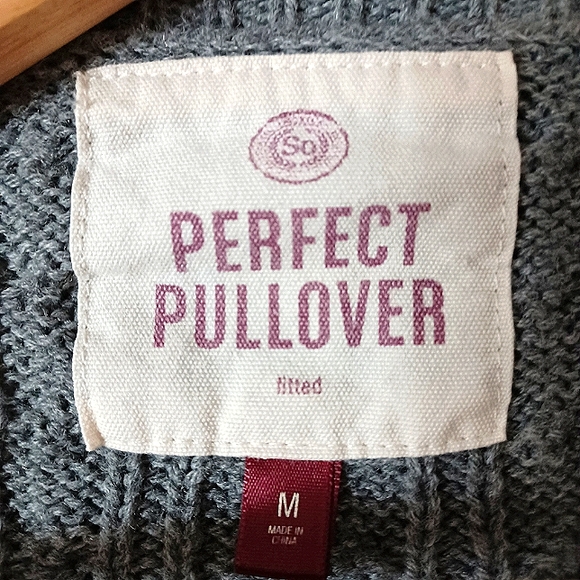 So
PERFECT
PULLOVER
fitted
M
MADE IN
CHINA